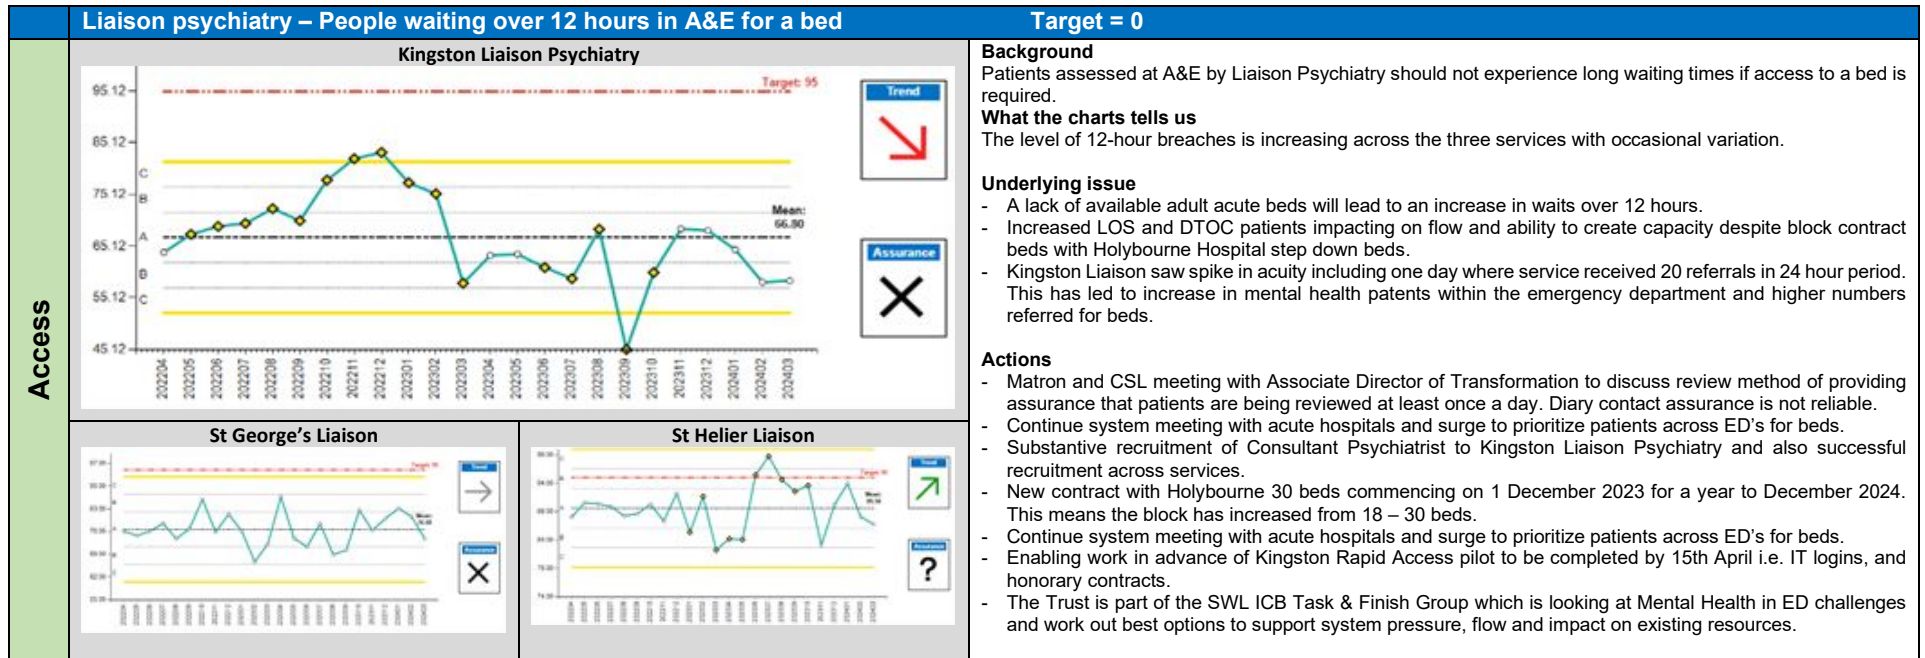 Liaison psychiatry – People waiting over 12 hours in A&E for a bed Target = 0
Access
Kingston Liaison Psychiatry
Target: 95
95.12
85.12
75.12
65.12
55.12
45.12
C
B
A
B
C
Mean:
66.80
202204
202205
202206
202207
202208
202209
202210
202211
202212
202301
202302
202303
202304
202305
202306
202307
202308
202309
202310
202311
202312
202401
202402
202403
Trend
Assurance
St George's Liaison
Trend
Assurance
St Helier Liaison
Trend
Assurance
?
Background
Patients assessed at A&E by Liaison Psychiatry should not experience long waiting times if access to a bed is
required.
What the charts tells us
The level of 12-hour breaches is increasing across the three services with occasional variation.
Underlying issue
- A lack of available adult acute beds will lead to an increase in waits over 12 hours.
- Increased LOS and DTOC patients impacting on flow and ability to create capacity despite block contract
beds with Holybourne Hospital step down beds.
- Kingston Liaison saw spike in acuity including one day where service received 20 referrals in 24 hour period.
This has led to increase in mental health patents within the emergency department and higher numbers
referred for beds.
Actions
- Matron and CSL meeting with Associate Director of Transformation to discuss review method of providing
assurance that patients are being reviewed at least once a day. Diary contact assurance is not reliable.
- Continue system meeting with acute hospitals and surge to prioritize patients across ED's for beds.
- Substantive recruitment of Consultant Psychiatrist to Kingston Liaison Psychiatry and also successful
recruitment across services.
- New contract with Holybourne 30 beds commencing on 1 December 2023 for a year to December 2024.
This means the block has increased from 18 – 30 beds.
- Continue system meeting with acute hospitals and surge to prioritize patients across ED's for beds.
- Enabling work in advance of Kingston Rapid Access pilot to be completed by 15th April i.e. IT logins, and
honorary contracts.
- The Trust is part of the SWL ICB Task & Finish Group which is looking at Mental Health in ED challenges
and work out best options to support system pressure, flow and impact on existing resources.